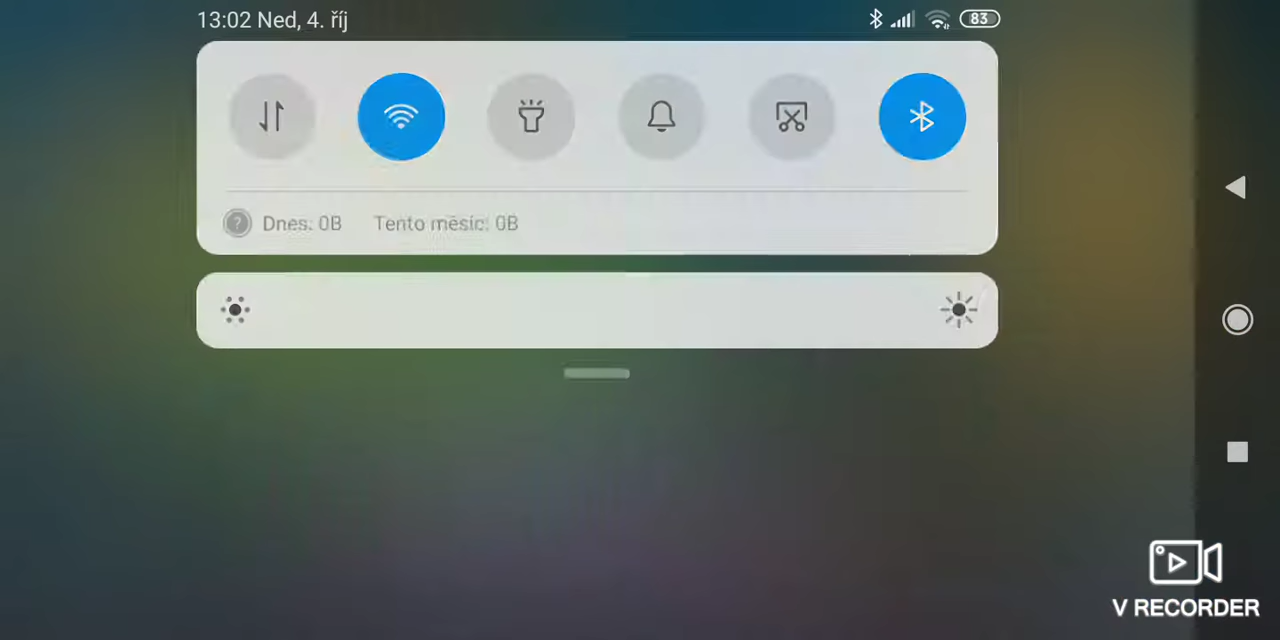 13:02 Ned, 4. říj
83
Dnes: 0B Tento měsíc: 0B
V RECORDER